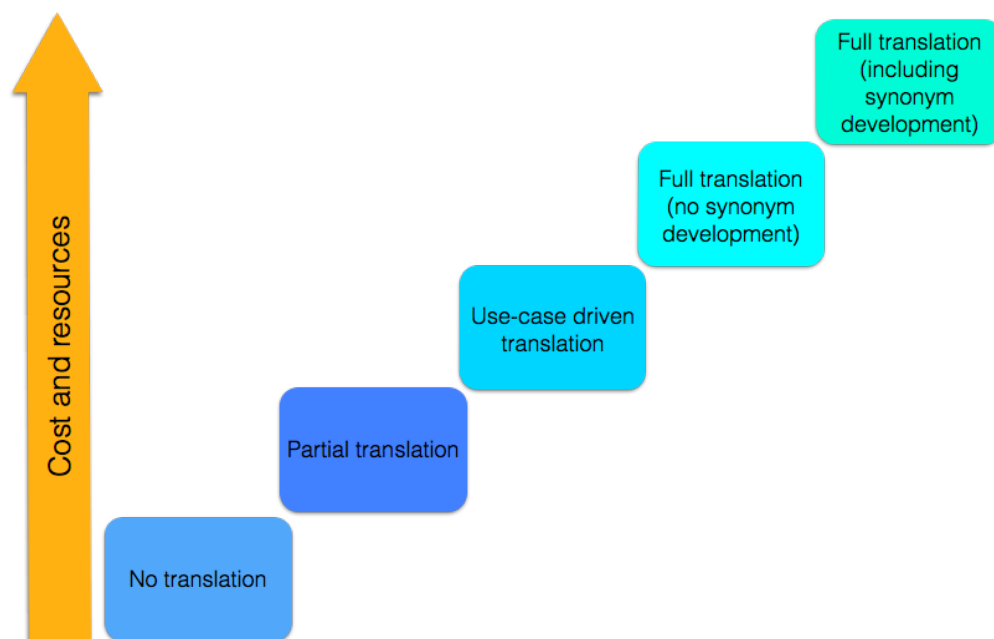 Full translation
(including
synonym
development)
Full translation
(no synonym
development)
Use-case driven
translation
Partial translation
No translation
Cost and resources